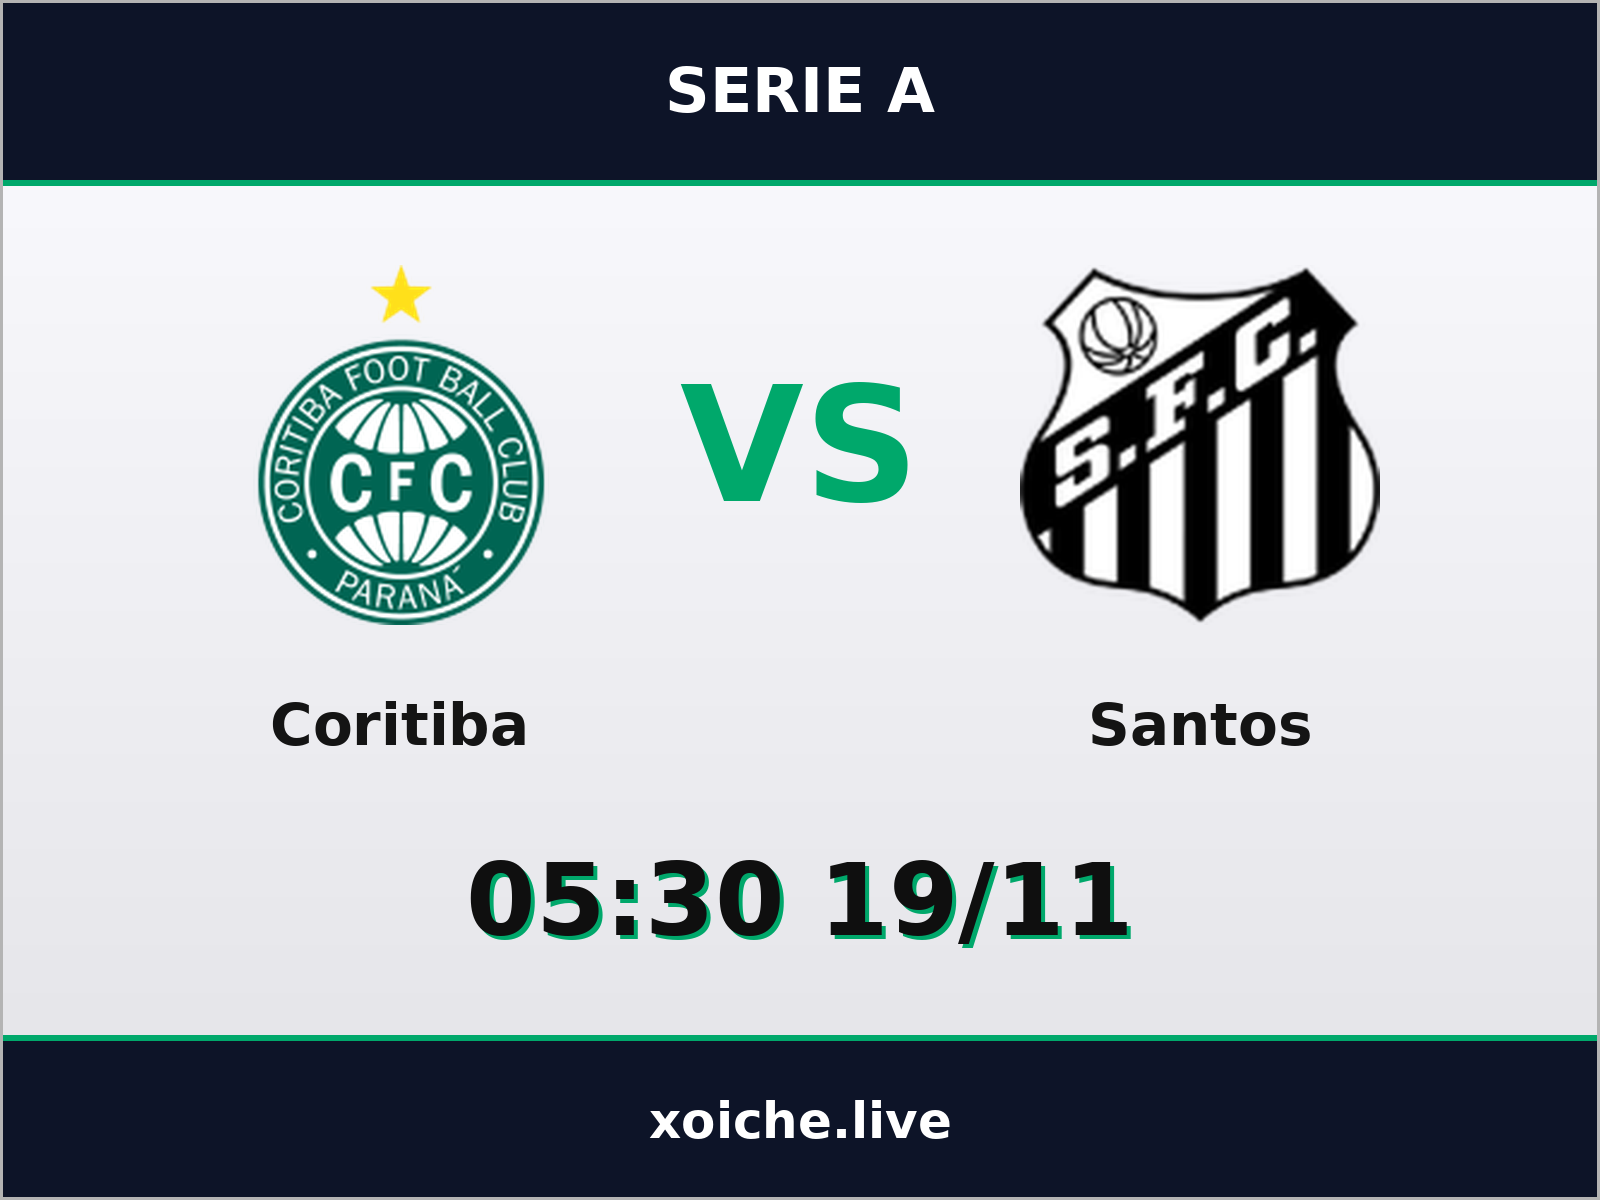 SERIE A
CORITIBA FOOT BALL CLUB
CFC
PARANÁ
S.F.C.
VS
Coritiba
Santos
05:30 19/11
xoiche.live